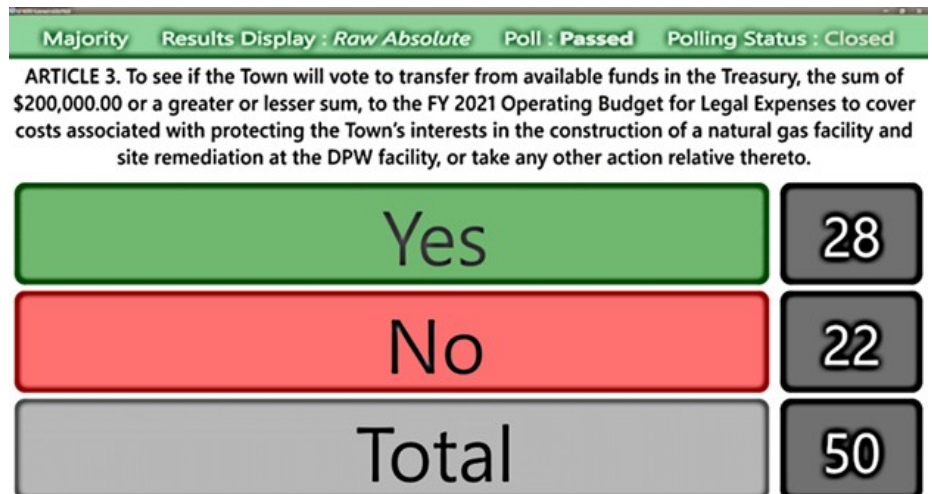 Majority Results Display : Raw Absolute Poll : Passed Polling Status : Closed
ARTICLE 3. To see if the Town will vote to transfer from available funds in the Treasury, the sum of
$200,000.00 or a greater or lesser sum, to the FY 2021 Operating Budget for Legal Expenses to cover
costs associated with protecting the Town's interests in the construction of a natural gas facility and
site remediation at the DPW facility, or take any other action relative thereto.
Yes 28
No 22
Total 50